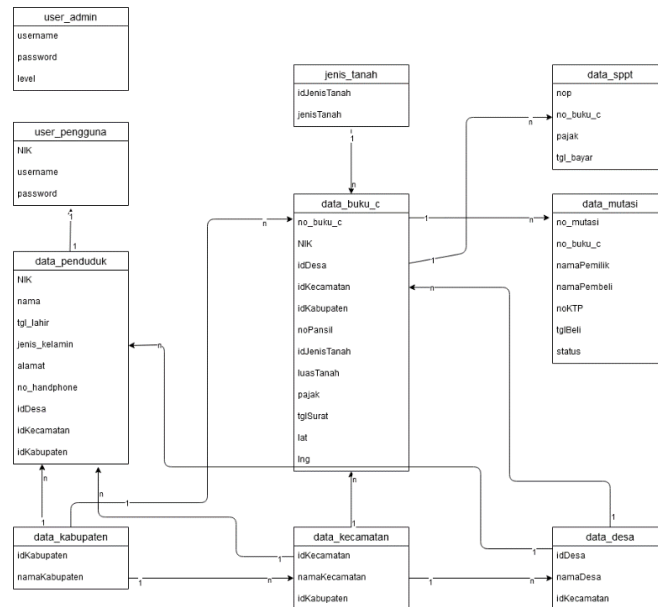 user_admin
username
password
level
jenis_tanah
idJenisTanah
jenisTanah
data_sppt
nop
no_buku_c
pajak
tgl_bayar
user_pengguna
NIK
username
password
data_buku_c
no_buku_c
NIK
idDesa
idKecamatan
idKabupaten
noPansil
idJenisTanah
luasTanah
pajak
tglSurat
lat
lng
data_mutasi
no_mutasi
no_buku_c
namaPemilik
namaPembeli
noKTP
tglBeli
status
data_penduduk
NIK
nama
tgl_lahir
jenis_kelamin
alamat
no_handphone
idDesa
idKecamatan
idKabupaten
data_kabupaten
idKabupaten
namaKabupaten
data_kecamatan
idKecamatan
namaKecamatan
idKabupaten
data_desa
idDesa
namaDesa
idKecamatan
1
n
1
1
1
n
1
n
n
n
n
n
n
1
1
1
1
n
1
1
1
n
1
n